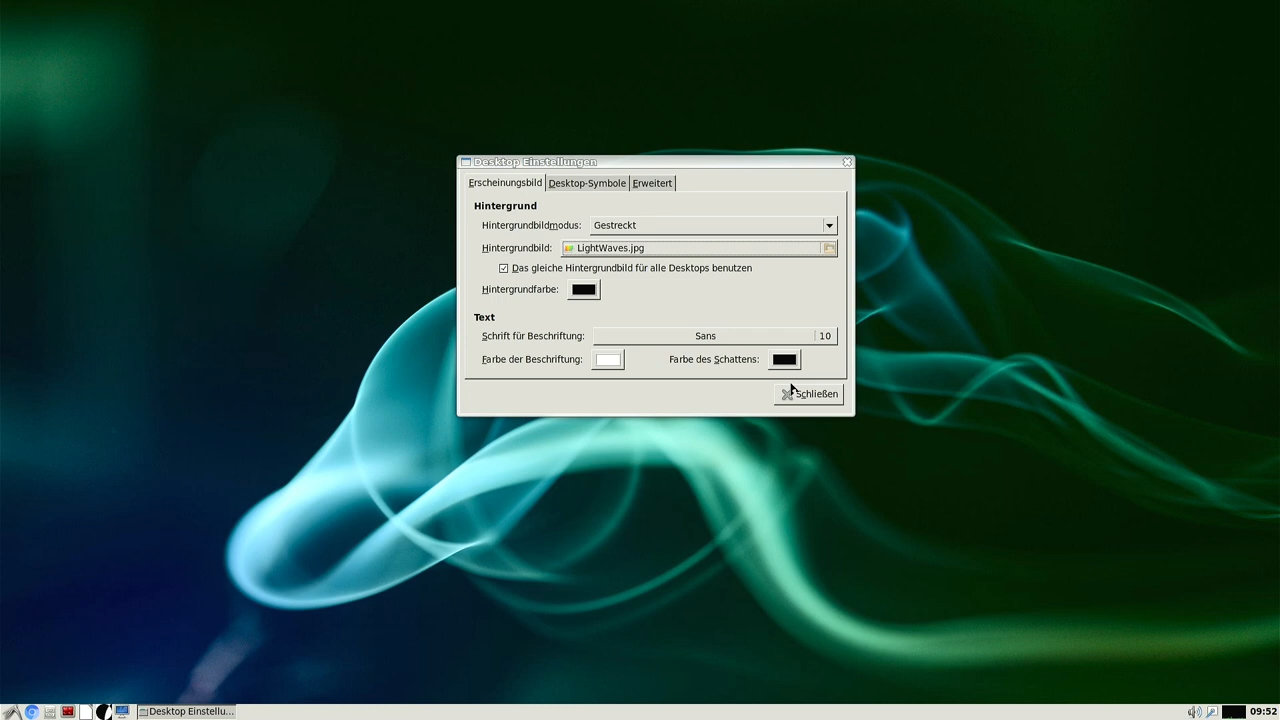 Desktop Einstellungen
Erscheinungsbild Desktop-Symbole Erweitert
Hintergrund
Hintergrundbildmodus: Gestreckt
Hintergrundbild: LightWaves.jpg
Das gleiche Hintergrundbild für alle Desktops benutzen
Hintergrundfarbe:
Text
Schrift für Beschriftung: Sans 10
Farbe der Beschriftung: Farbe des Schattens:
Schließen
Desktop Einstellu... 09:52